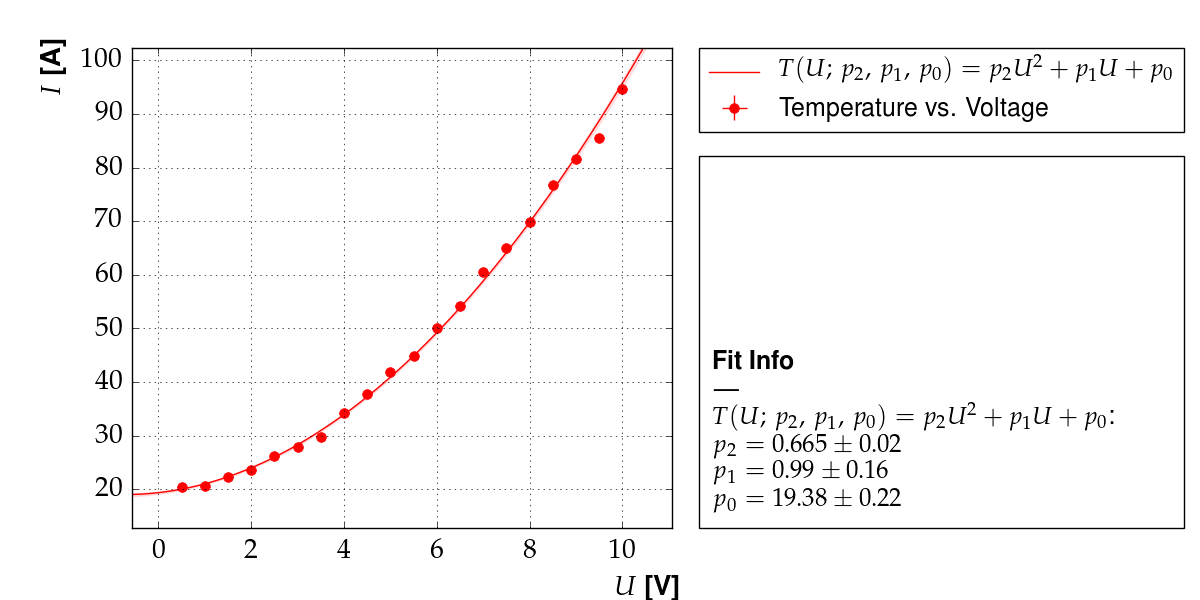 I [A]
100
90
80
70
60
50
40
30
20
0 2 4 6 8 10
U [V]
T(U; p₂, p₁, p₀) = p₂U² + p₁U + p₀
Temperature vs. Voltage
Fit Info
—
T(U; p₂, p₁, p₀) = p₂U² + p₁U + p₀:
p₂ = 0.665 ± 0.02
p₁ = 0.99 ± 0.16
p₀ = 19.38 ± 0.22